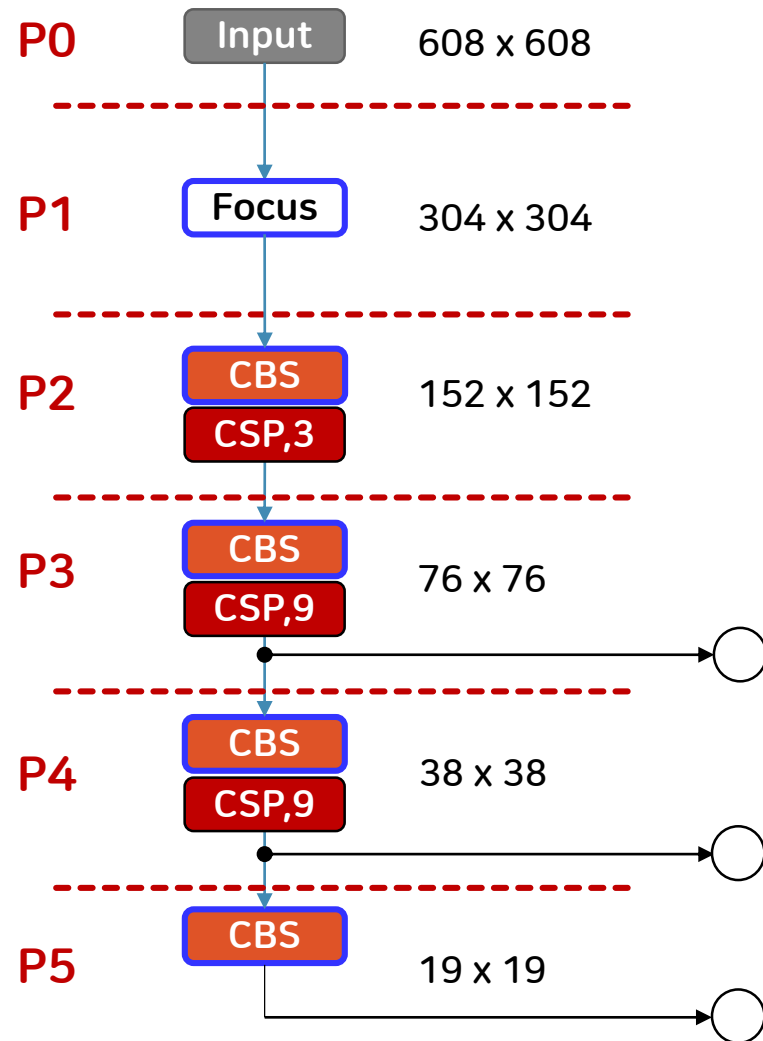 P0
Input
608 x 608
P1
Focus
304 x 304
P2
CBS
CSP,3
152 x 152
P3
CBS
CSP,9
76 x 76
P4
CBS
CSP,9
38 x 38
P5
CBS
19 x 19